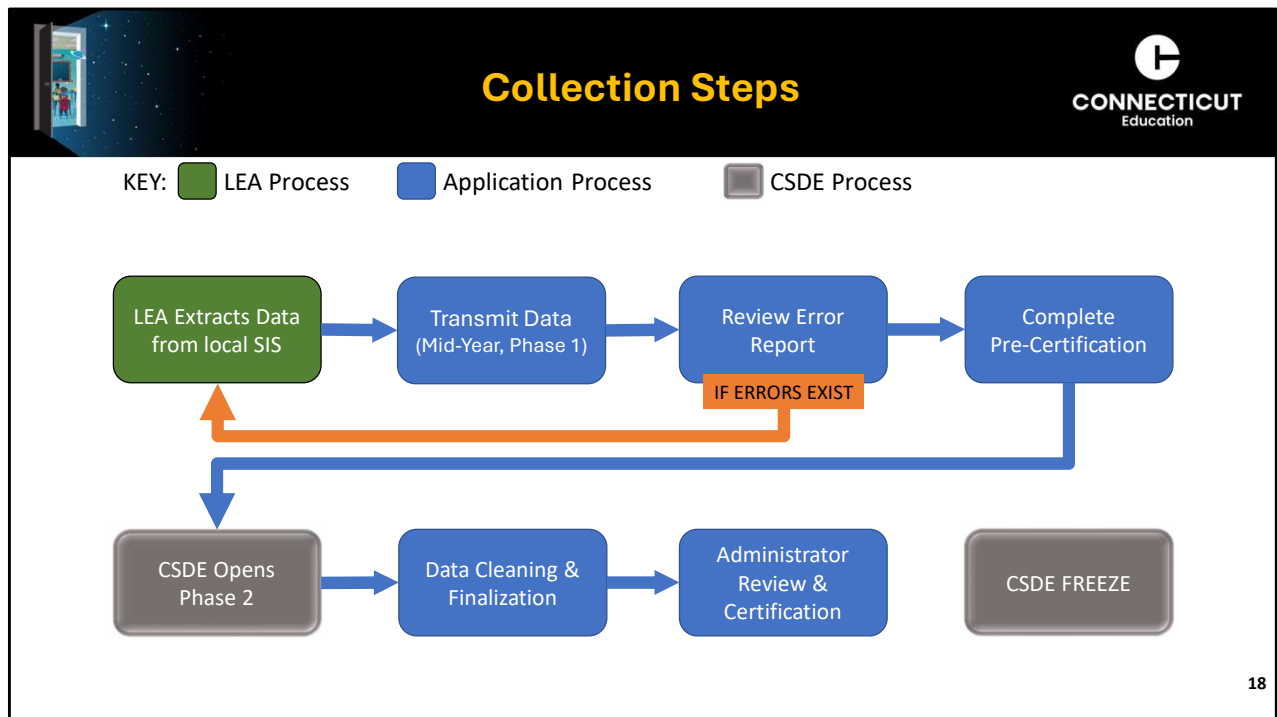 Collection Steps
CONNECTICUT
Education
KEY:
LEA Process
Application Process
CSDE Process
LEA Extracts Data
from local SIS
Transmit Data
(Mid-Year, Phase 1)
Review Error
Report
IF ERRORS EXIST
Complete
Pre-Certification
CSDE Opens
Phase 2
Data Cleaning &
Finalization
Administrator
Review &
Certification
CSDE FREEZE
18